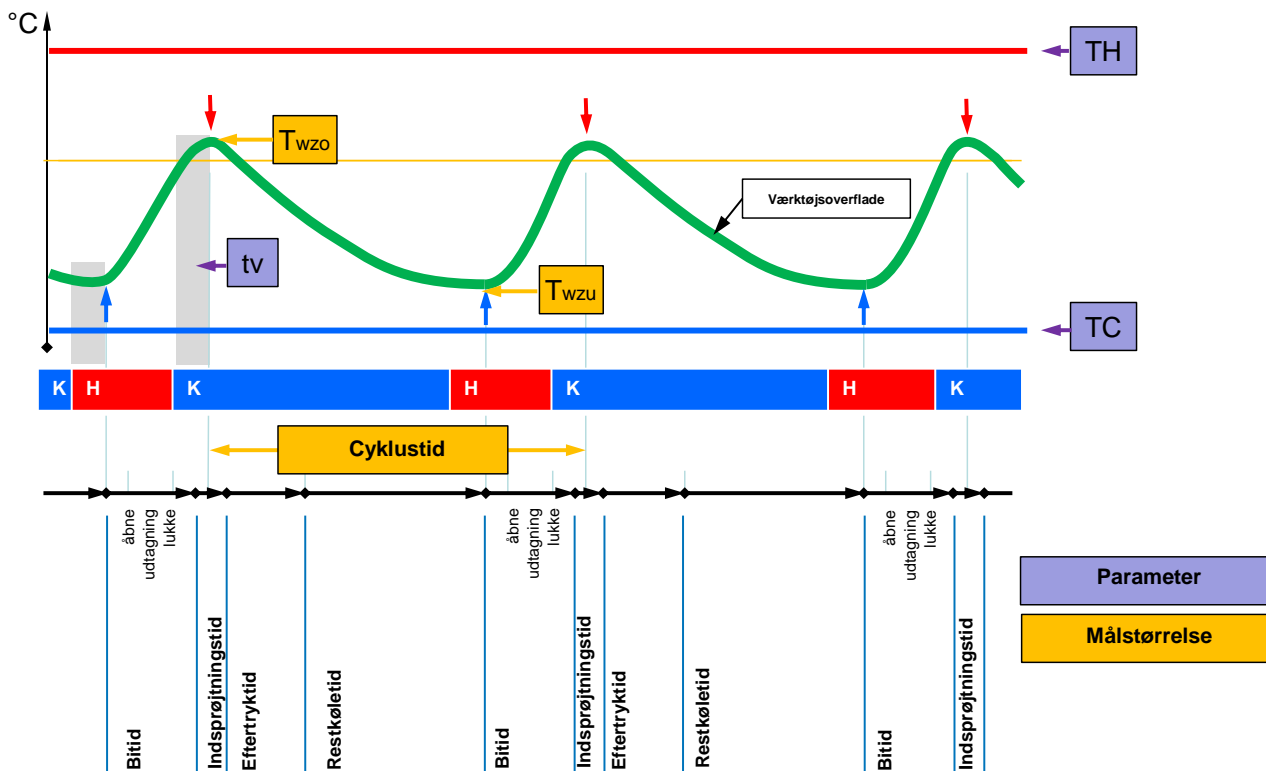 °C
TH
Twzo
Værktøjsoverflade
tv
Twzu
TC
K
H
K
H
K
H
K
Cyklustid
åbne
udtagning
lukke
åbne
udtagning
lukke
åbne
udtagning
lukke
Parameter
Målstørrelse
Bitid
Indsprøjtningstid
Eftertryktid
Restkøletid
Bitid
Indsprøjtningstid
Eftertryktid
Restkøletid
Bitid
Indsprøjtningstid